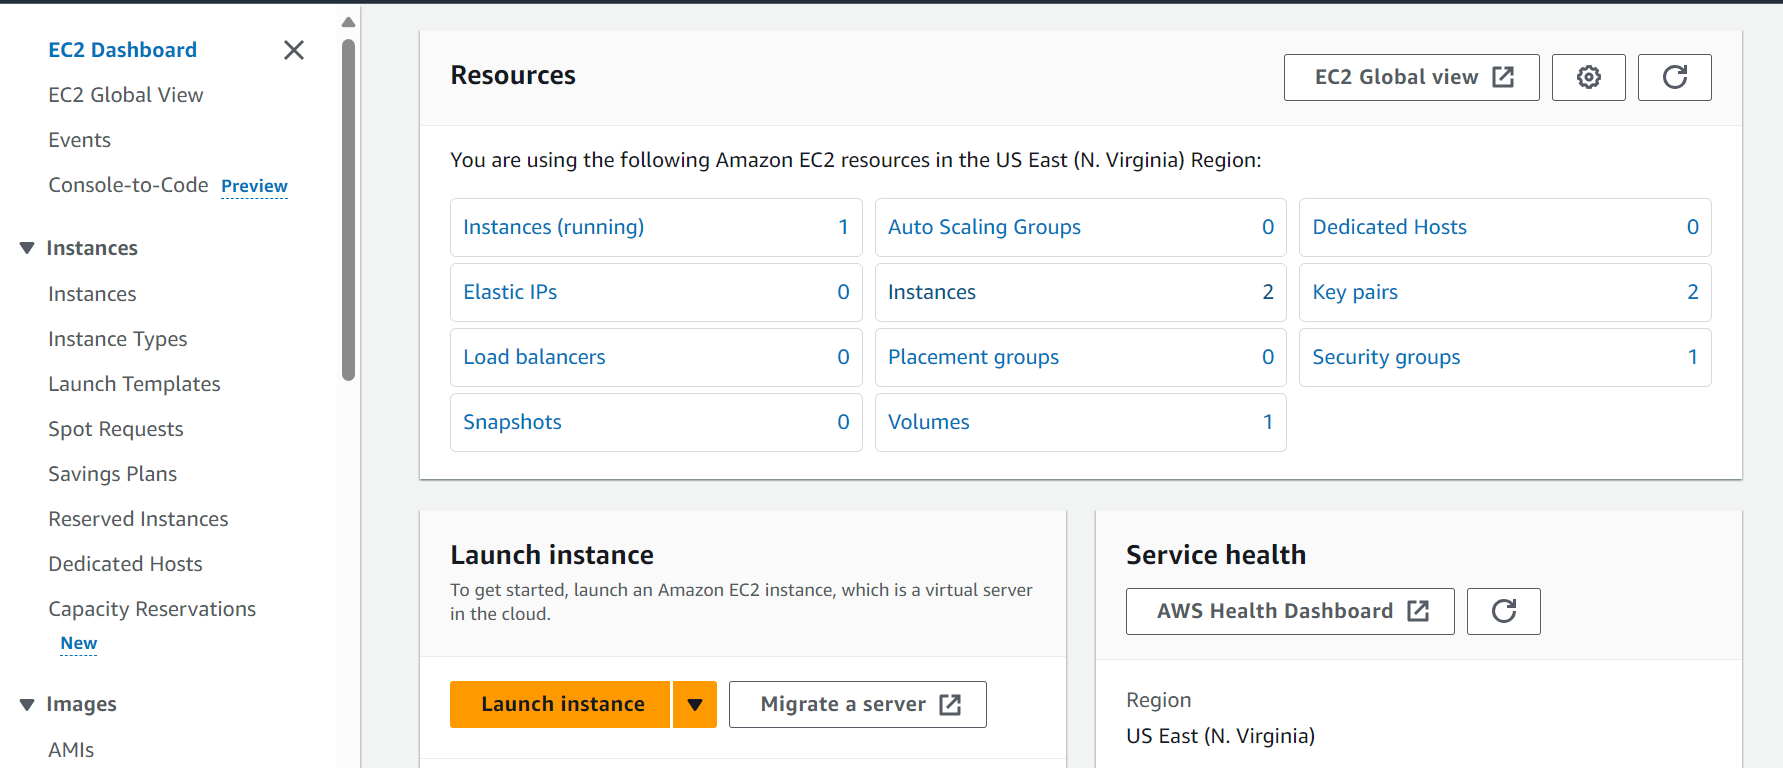 EC2 Dashboard
EC2 Global View
Events
Console-to-Code Preview
Instances
Instances
Instance Types
Launch Templates
Spot Requests
Savings Plans
Reserved Instances
Dedicated Hosts
Capacity Reservations
New
Images
AMIs
Resources
EC2 Global view
You are using the following Amazon EC2 resources in the US East (N. Virginia) Region:
Instances (running) 1
Auto Scaling Groups 0
Dedicated Hosts 0
Elastic IPs 0
Instances 2
Key pairs 2
Load balancers 0
Placement groups 0
Security groups 1
Snapshots 0
Volumes 1
Launch instance
To get started, launch an Amazon EC2 instance, which is a virtual server
in the cloud.
Launch instance
Migrate a server
Service health
AWS Health Dashboard
Region
US East (N. Virginia)